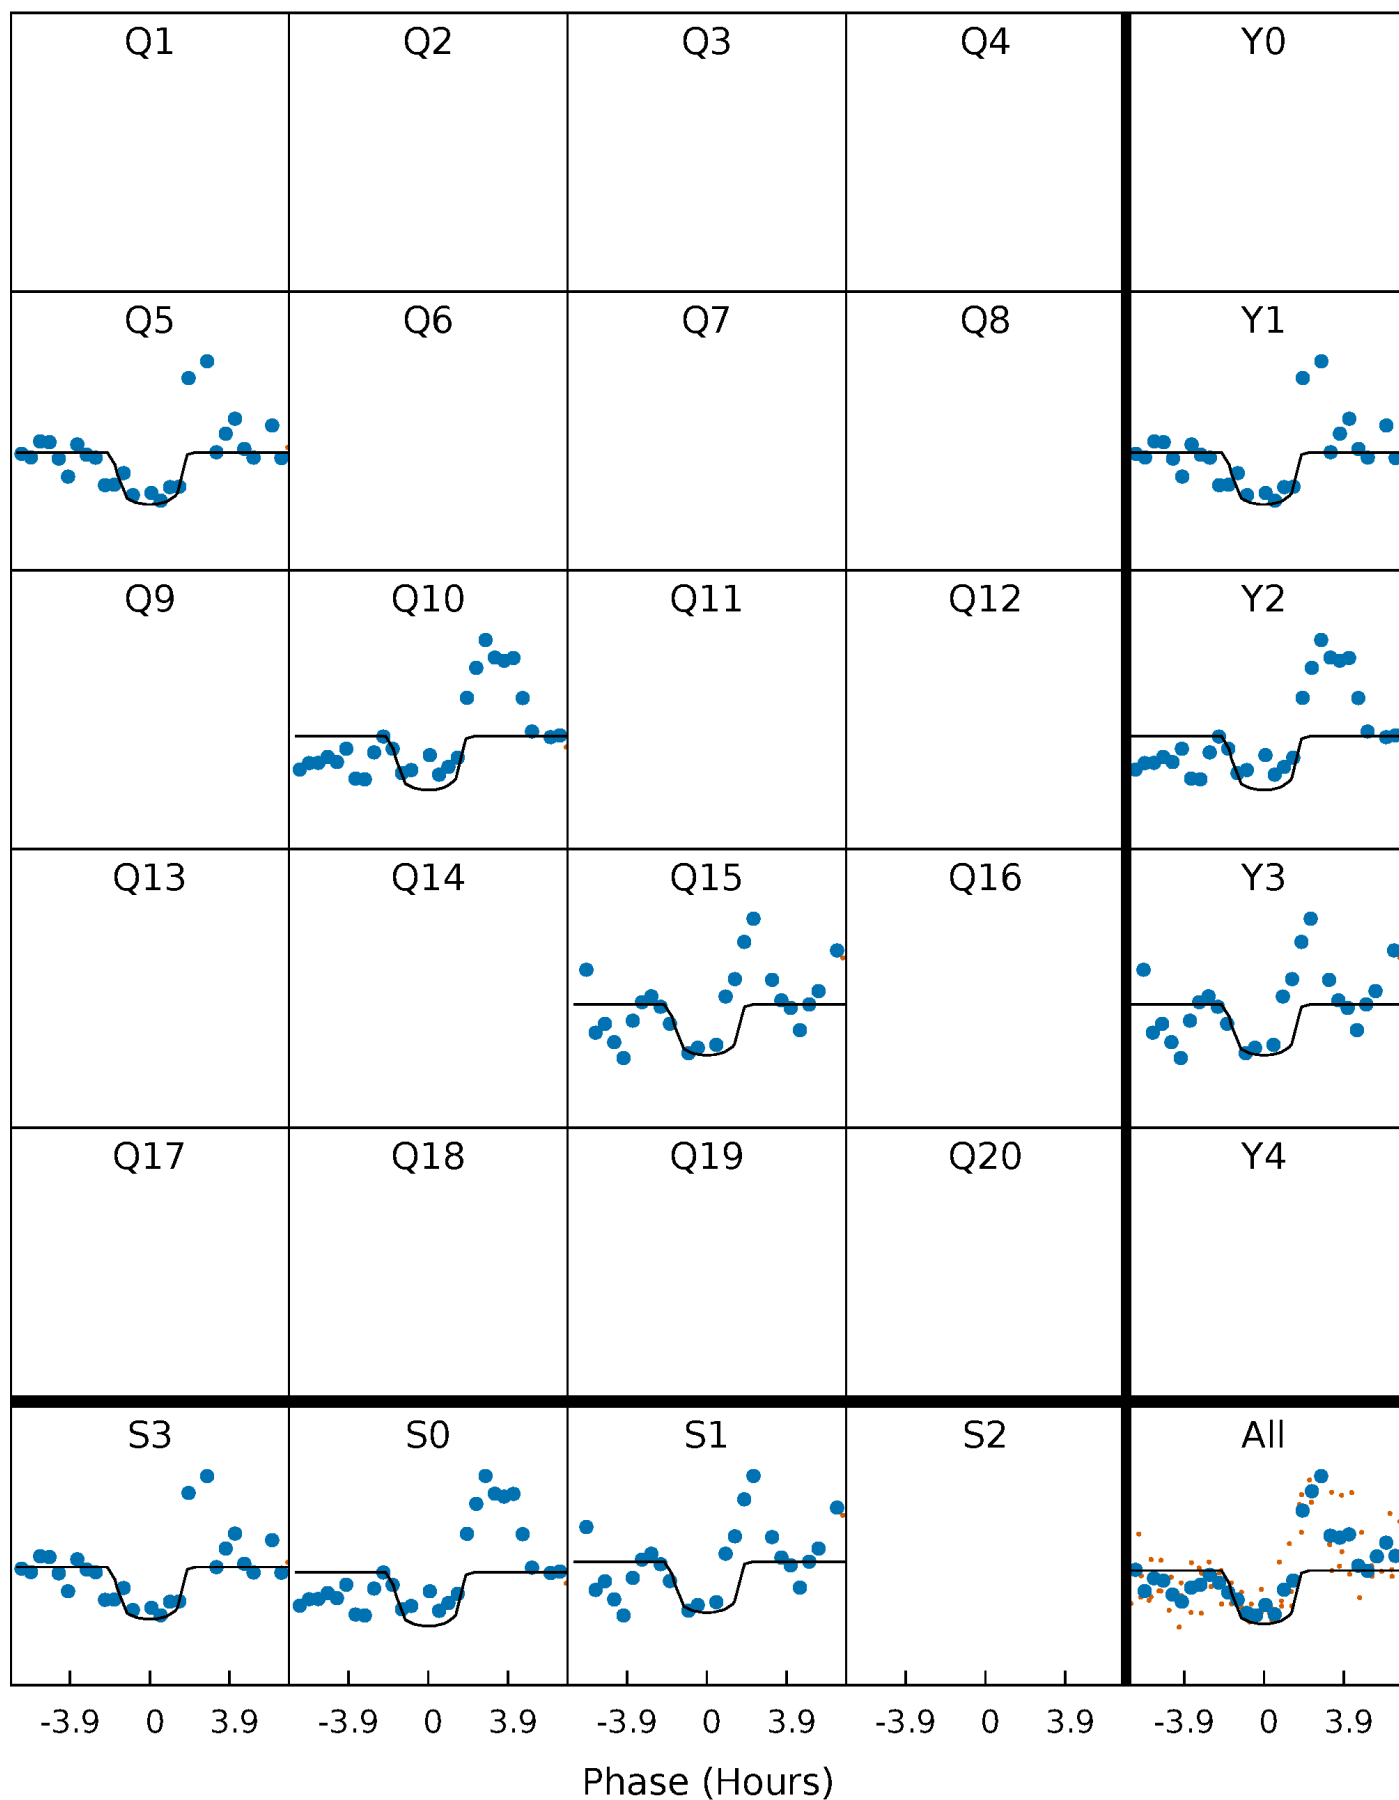 Q1 Q2 Q3 Q4 Y0
Q5 Q6 Q7 Q8 Y1
Q9 Q10 Q11 Q12 Y2
Q13 Q14 Q15 Q16 Y3
Q17 Q18 Q19 Q20 Y4
S3 S0 S1 S2 All
-3.9 0 3.9 -3.9 0 3.9 -3.9 0 3.9 -3.9 0 3.9 -3.9 0 3.9
Phase (Hours)